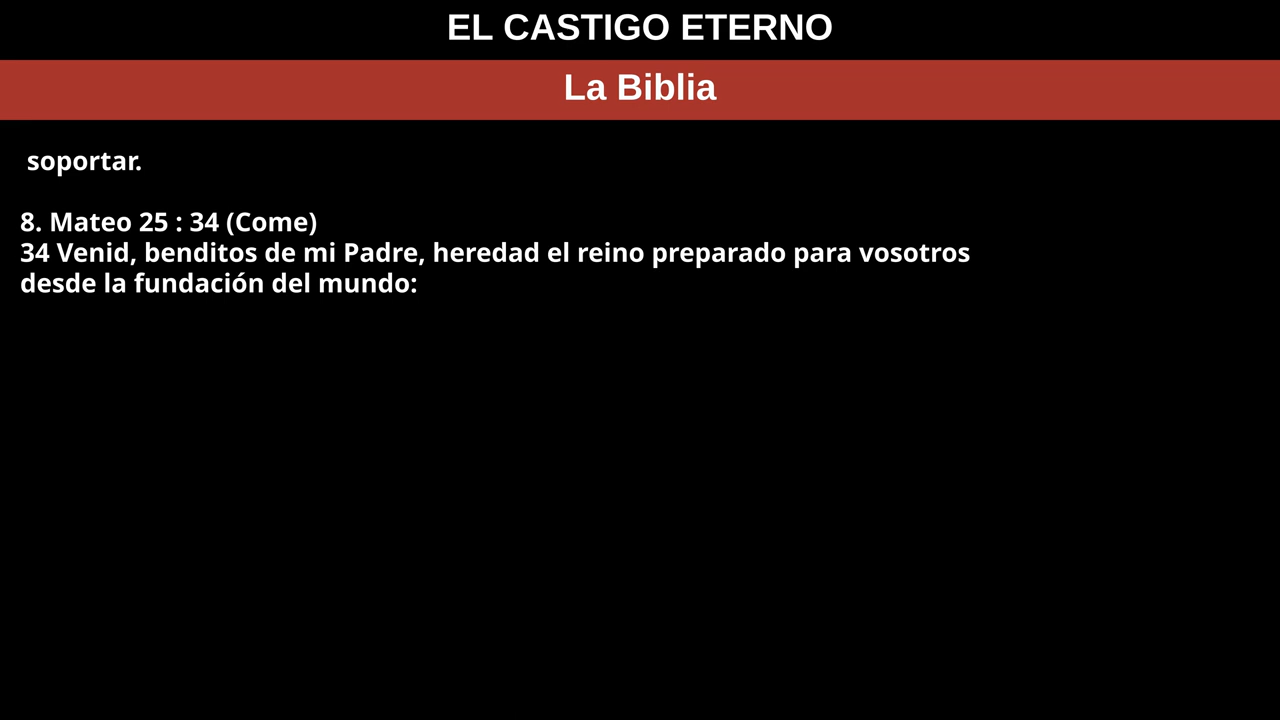 EL CASTIGO ETERNO
La Biblia
soportar.
8. Mateo 25 : 34 (Come)
34 Venid, benditos de mi Padre, heredad el reino preparado para vosotros
desde la fundación del mundo: